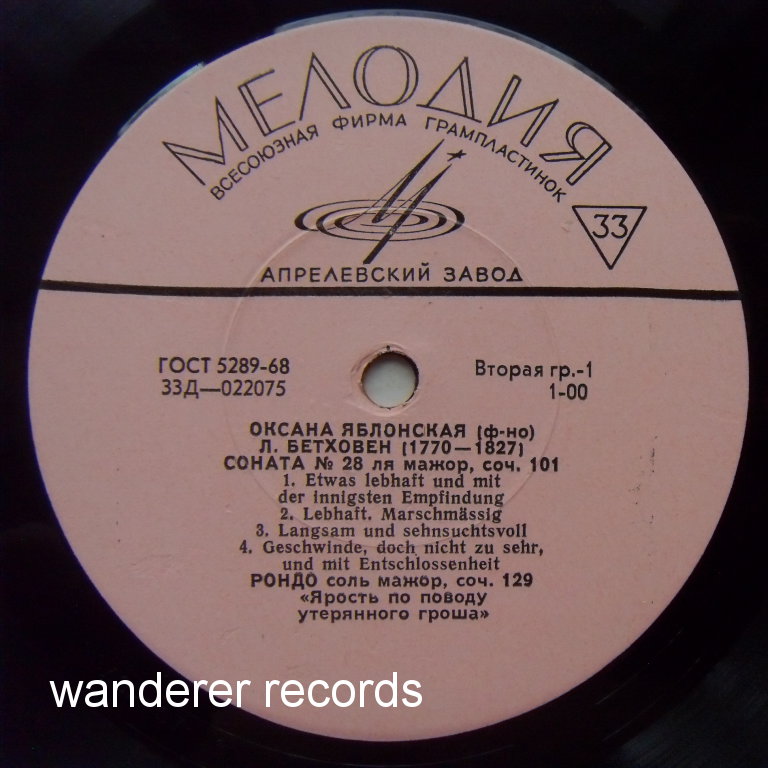 МЕЛОДИЯ
ВСЕСОЮЗНАЯ ФИРМА ГРАМПЛАСТИНОК
33
АПРЕЛЕВСКИЙ ЗАВОД
ГОСТ 5289-68
33Д—022075
Вторая гр.-1
1-00
ОКСАНА ЯБЛОНСКАЯ (ф-но)
Л. БЕТХОВЕН (1770—1827)
СОНАТА № 28 ля мажор, соч. 101
1. Etwas lebhaft und mit
der innigsten Empfindung
2. Lebhaft. Marschmässig
3. Langsam und sehnsuchtsvoll
4. Geschwinde, doch nicht zu sehr,
und mit Entschlossenheit
РОНДО соль мажор, соч. 129
«Ярость по поводу
утерянного гроша»
wanderer records